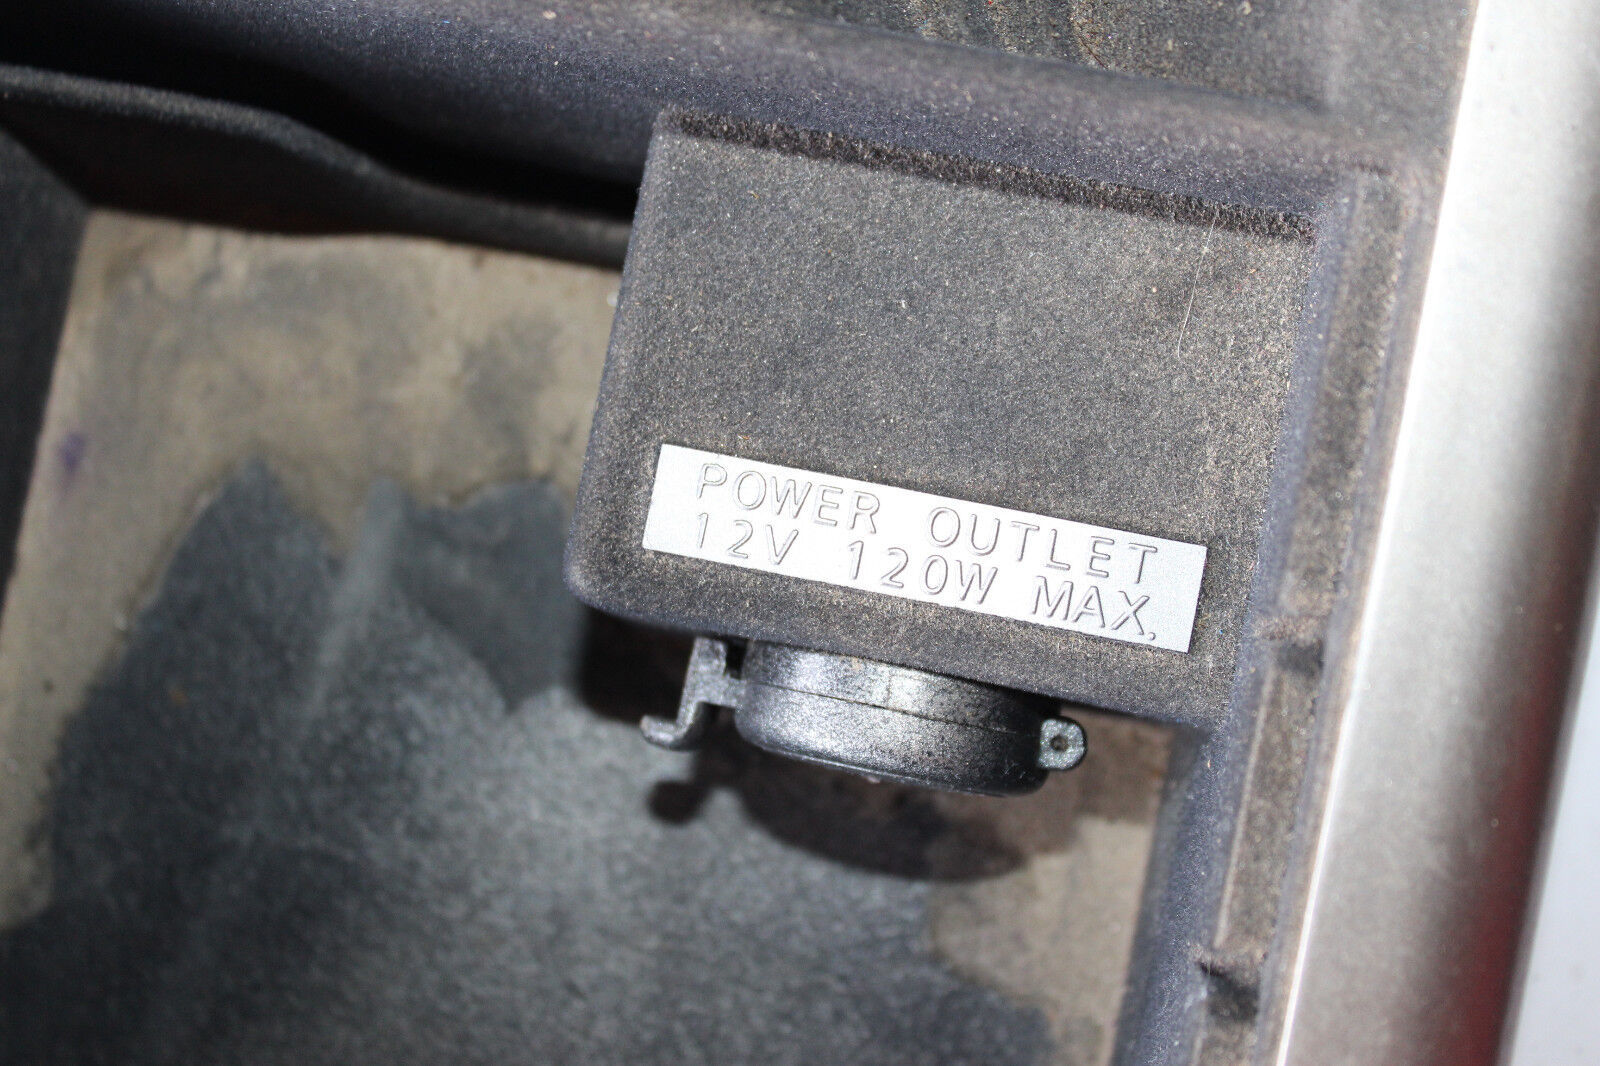 POWER OUTLET
12V 120W MAX.